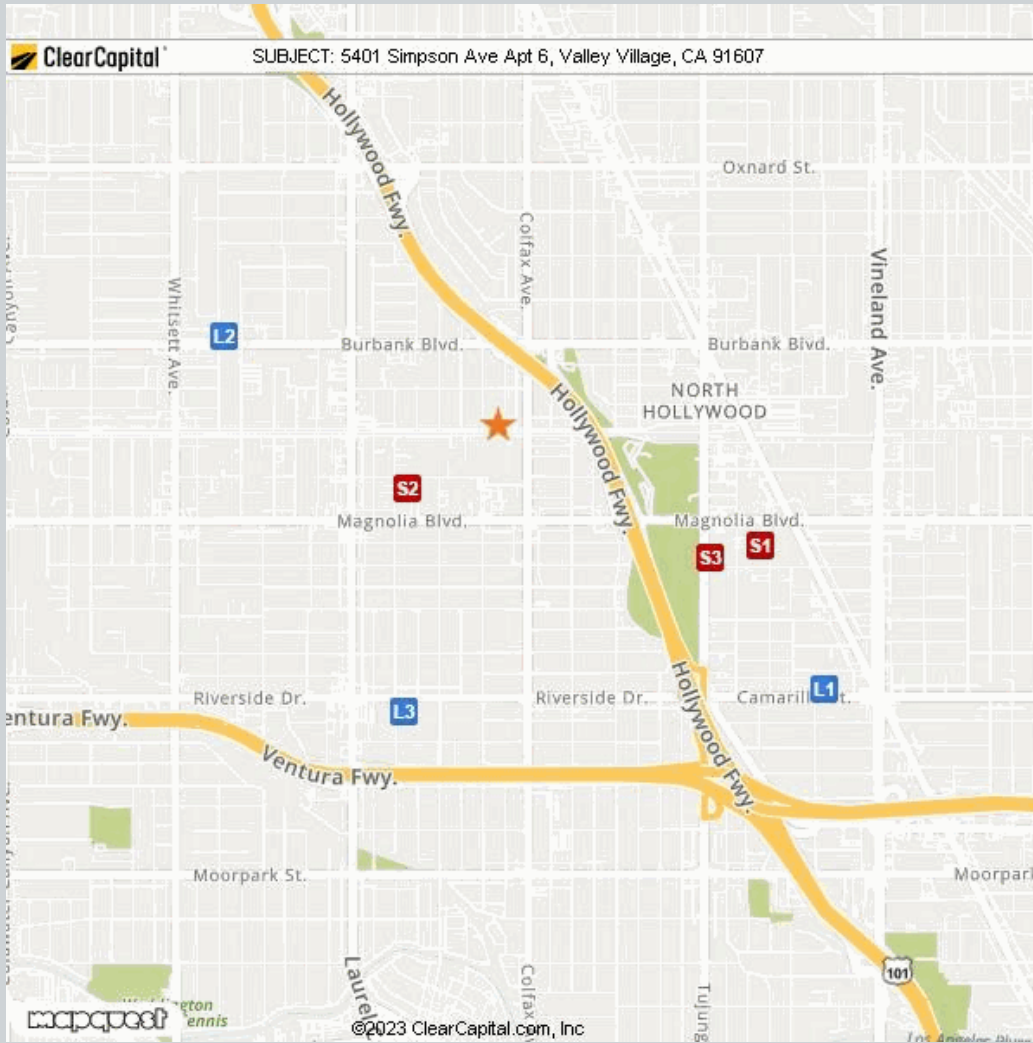 ClearCapital
SUBJECT: 5401 Simpson Ave Apt 6, Valley Village, CA 91607
Hollywood Fwy.
Oxnard St.
Colfax Ave.
Vineland Ave.
Whitsett Ave.
L2
Burbank Blvd.
Burbank Blvd.
NORTH
HOLLYWOOD
Hollywood Fwy.
S2
Magnolia Blvd.
Magnolia Blvd.
S3
S1
Riverside Dr.
Riverside Dr.
L1
L3
Hollywood Fwy.
Ventura Fwy.
Moorpark St.
101
Colfax
mapquest
©2023 ClearCapital.com, Inc